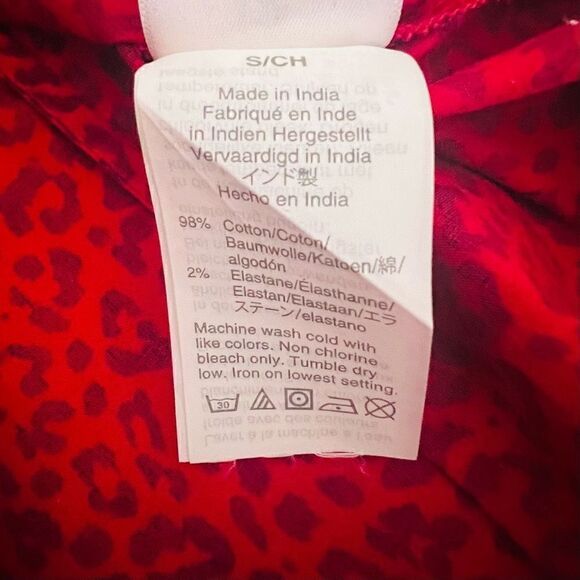 S/CH
Made in India
Fabriqué en Inde
in Indien Hergestellt
Vervaardigd in India
インド製
Hecho en India
98% Cotton/Coton/
Baumwolle/Katoen/綿/
algodón
2% Elastane/Élasthanne/
Elastan/Elastaan/エラ
ステーン/elastano
Machine wash cold with
like colors. Non chlorine
bleach only. Tumble dry
low. Iron on lowest setting.
30